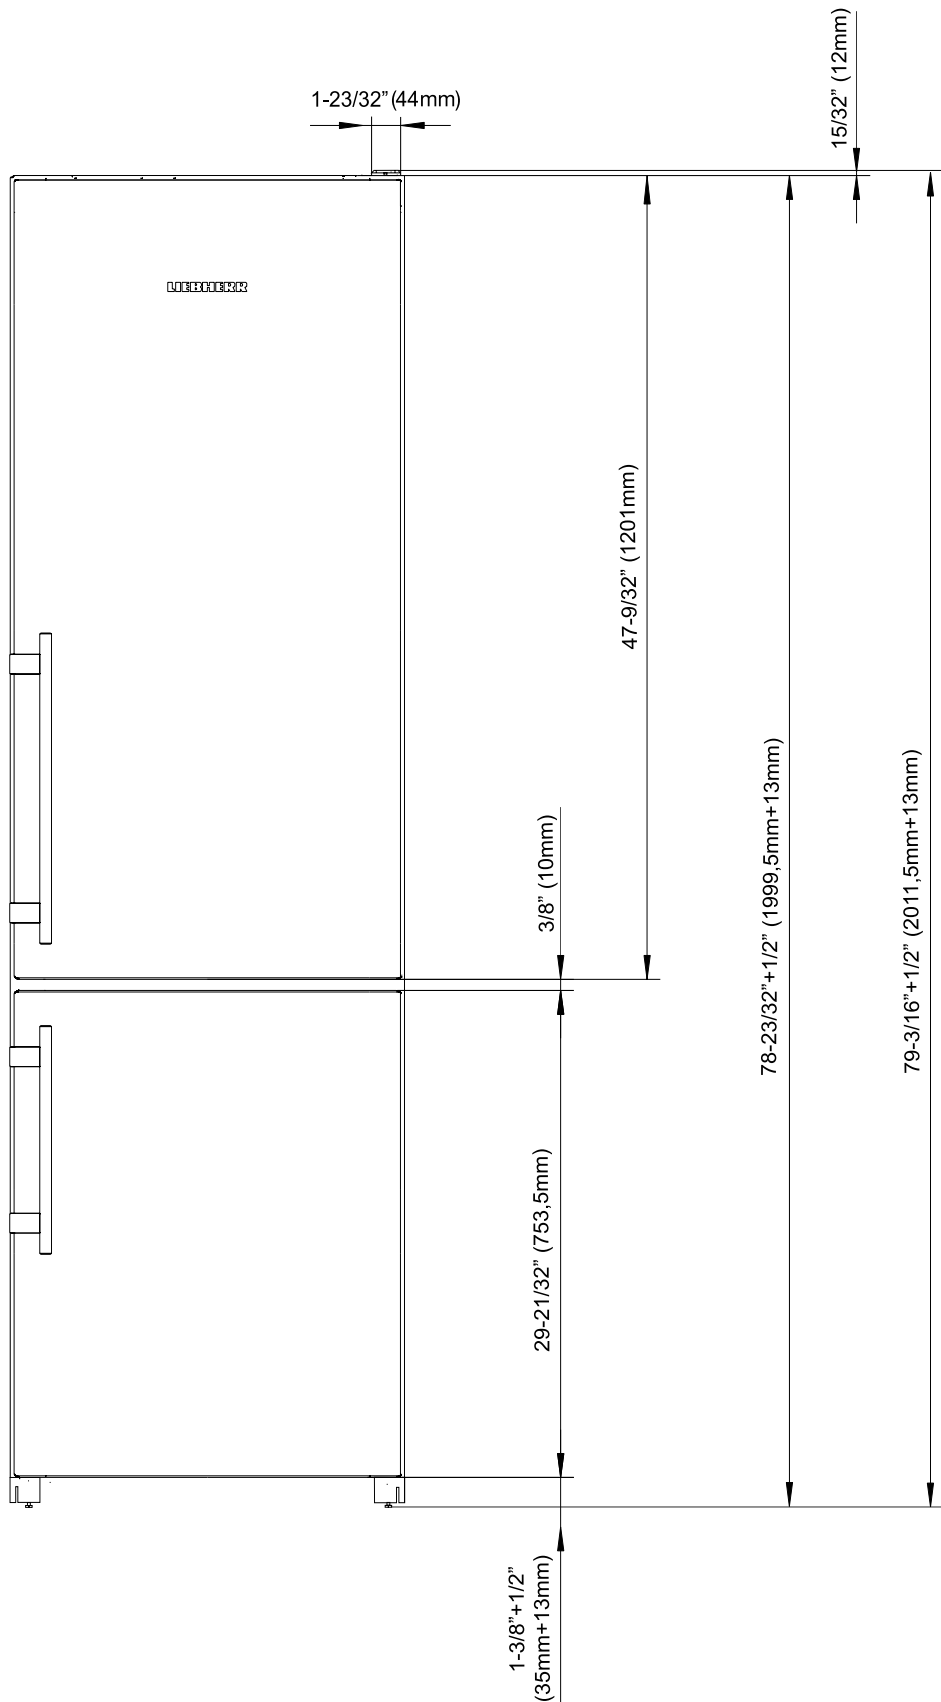 15/32” (12mm)
1-23/32” (44mm)
LIEBHERR
47-9/32” (1201mm)
78-23/32”+1/2” (1999,5mm+13mm)
79-3/16”+1/2” (2011,5mm+13mm)
3/8” (10mm)
29-21/32” (753,5mm)
1-3/8”+1/2”
(35mm+13mm)